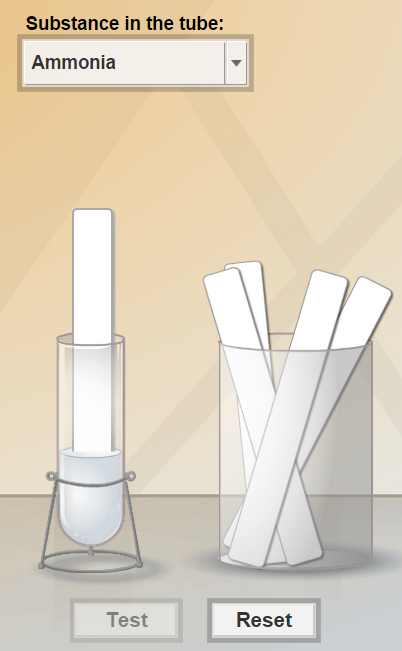 Substance in the tube:
Ammonia
Test
Reset